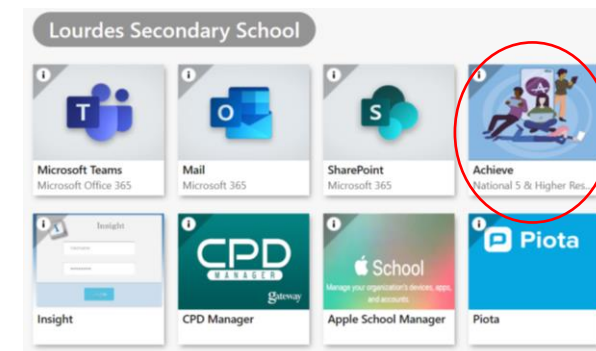 Lourdes Secondary School
Microsoft Teams
Microsoft Office 365
Mail
Microsoft 365
SharePoint
Microsoft 365
Achieve
National 5 & Higher Res...
Insight
CPD
MANAGER
gateway
School
Manage your organization's devices, apps,
and accounts
Piota
Insight
CPD Manager
Apple School Manager
Piota